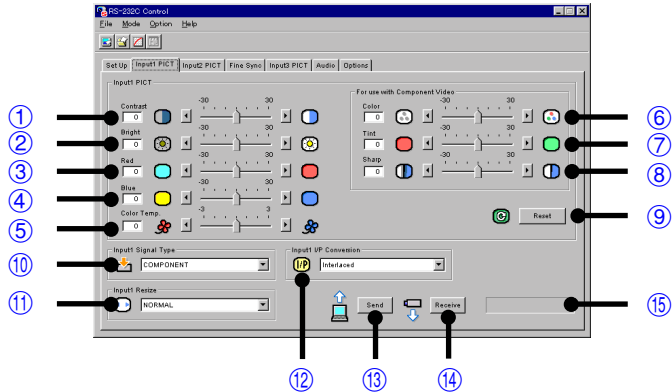 RS-232C Control
File Mode Option Help
Set Up Input1 PICT Input2 PICT Fine Sync Input3 PICT Audio Options
Input1 PICT
For use with Component Video
Contrast -30 30
0
Color -30 30
0
① ⑥
Bright -30 30
0
Tint -30 30
0
② ⑦
Red -30 30
0
Sharp -30 30
0
③ ⑧
Blue -30 30
0
④
Color Temp. -3 3
0
⑤
Reset ⑨
Input1 Signal Type
⑩ COMPONENT
Input1 I/P Conversion
I/P Interlaced
Input1 Resize
⑪ NORMAL
Send Receive ⑮
⑫ ⑬ ⑭